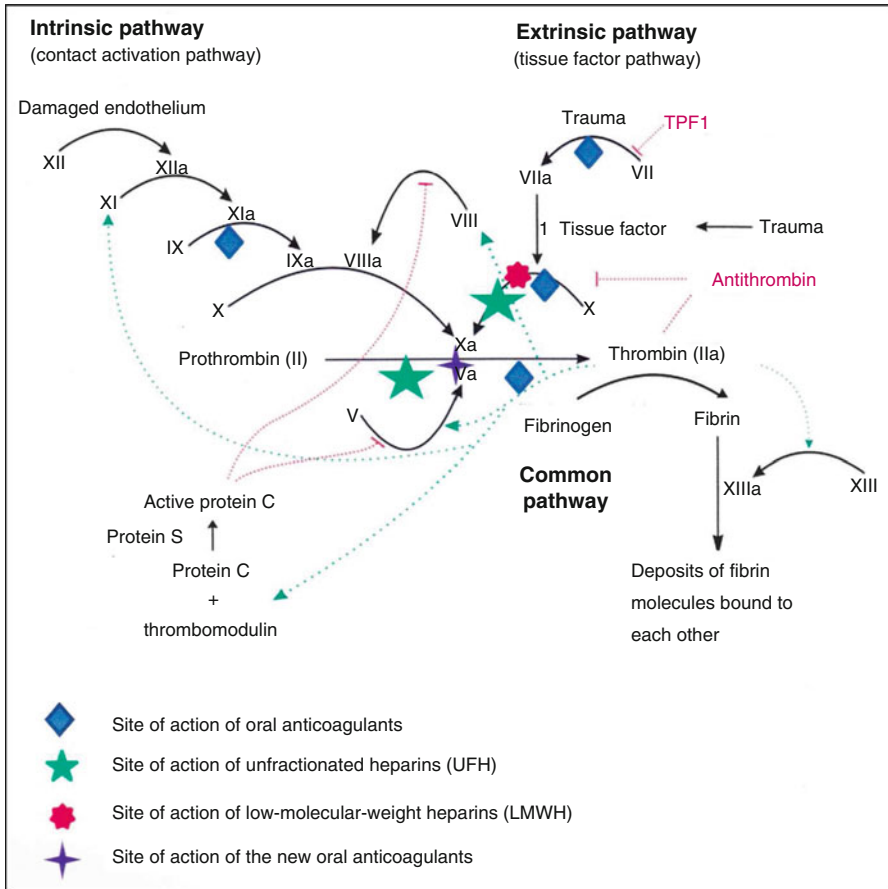 Intrinsic pathway
(contact activation pathway)
Extrinsic pathway
(tissue factor pathway)
Damaged endothelium
XII
XIIa
XI
XIa
IX
IXa
VIIIa
VIII
X
Trauma
TPF1
VIIa
VII
1 Tissue factor
Trauma
X
Antithrombin
Xa
Prothrombin (II)
Thrombin (IIa)
Va
V
Fibrinogen
Fibrin
Common
pathway
XIIIa
XIII
Active protein C
Protein S
Protein C
+
thrombomodulin
Deposits of fibrin
molecules bound to
each other
Site of action of oral anticoagulants
Site of action of unfractionated heparins (UFH)
Site of action of low-molecular-weight heparins (LMWH)
Site of action of the new oral anticoagulants